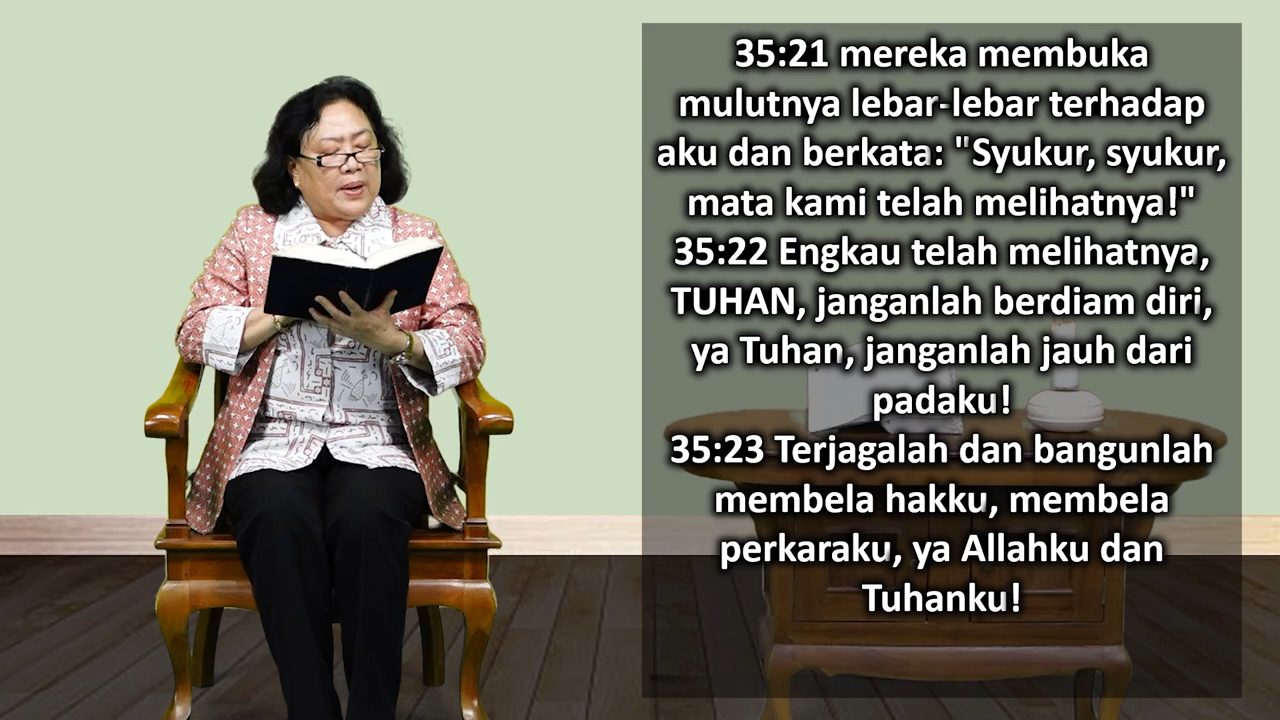 35:21 mereka membuka
mulutnya lebar-lebar terhadap
aku dan berkata: "Syukur, syukur,
mata kami telah melihatnya!"
35:22 Engkau telah melihatnya,
TUHAN, janganlah berdiam diri,
ya Tuhan, janganlah jauh dari
padaku!
35:23 Terjagalah dan bangunlah
membela hakku, membela
perkaraku, ya Allahku dan
Tuhanku!